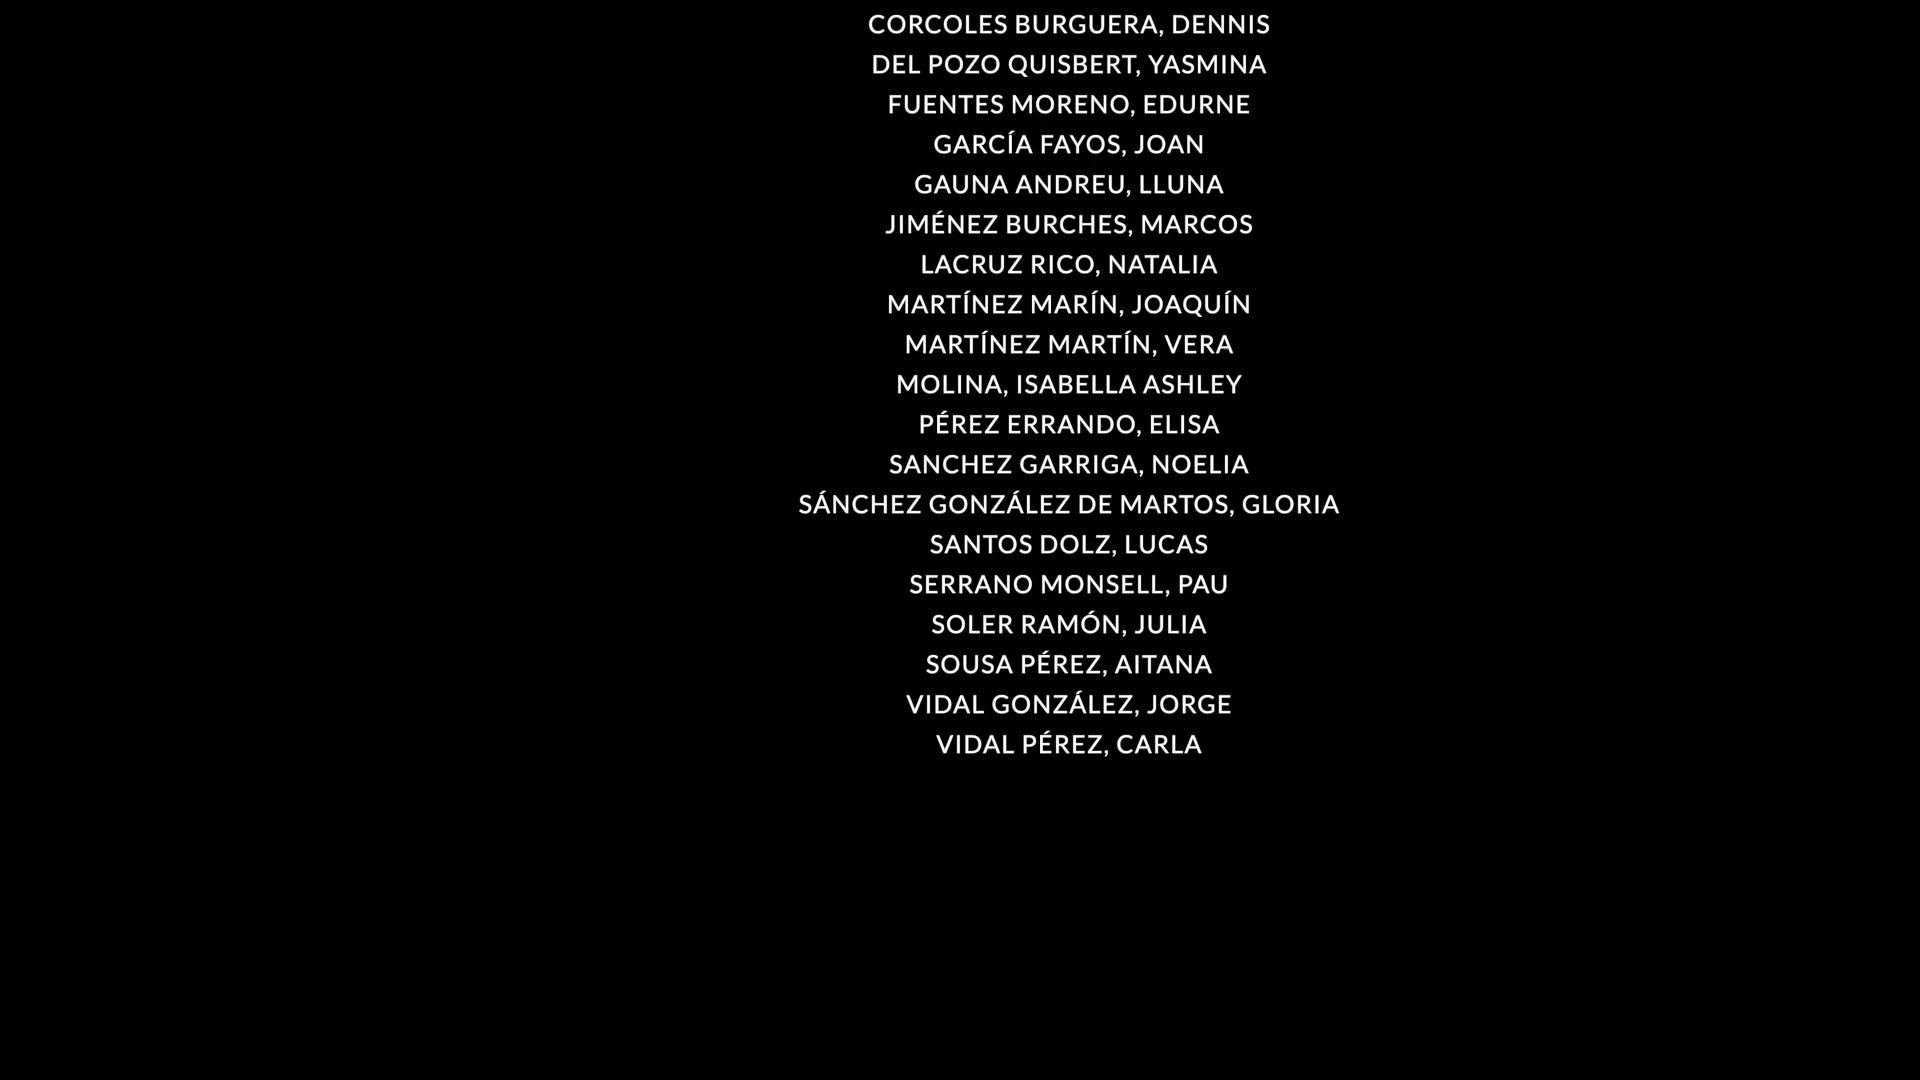 CORCOLES BURGUERA, DENNIS
DEL POZO QUISBERT, YASMINA
FUENTES MORENO, EDURNE
GARCÍA FAYOS, JOAN
GAUNA ANDREU, LLUNA
JIMÉNEZ BURCHES, MARCOS
LACRUZ RICO, NATALIA
MARTÍNEZ MARÍN, JOAQUÍN
MARTÍNEZ MARTÍN, VERA
MOLINA, ISABELLA ASHLEY
PÉREZ ERRANDO, ELISA
SANCHEZ GARRIGA, NOELIA
SÁNCHEZ GONZÁLEZ DE MARTOS, GLORIA
SANTOS DOLZ, LUCAS
SERRANO MONSELL, PAU
SOLER RAMÓN, JULIA
SOUSA PÉREZ, AITANA
VIDAL GONZÁLEZ, JORGE
VIDAL PÉREZ, CARLA